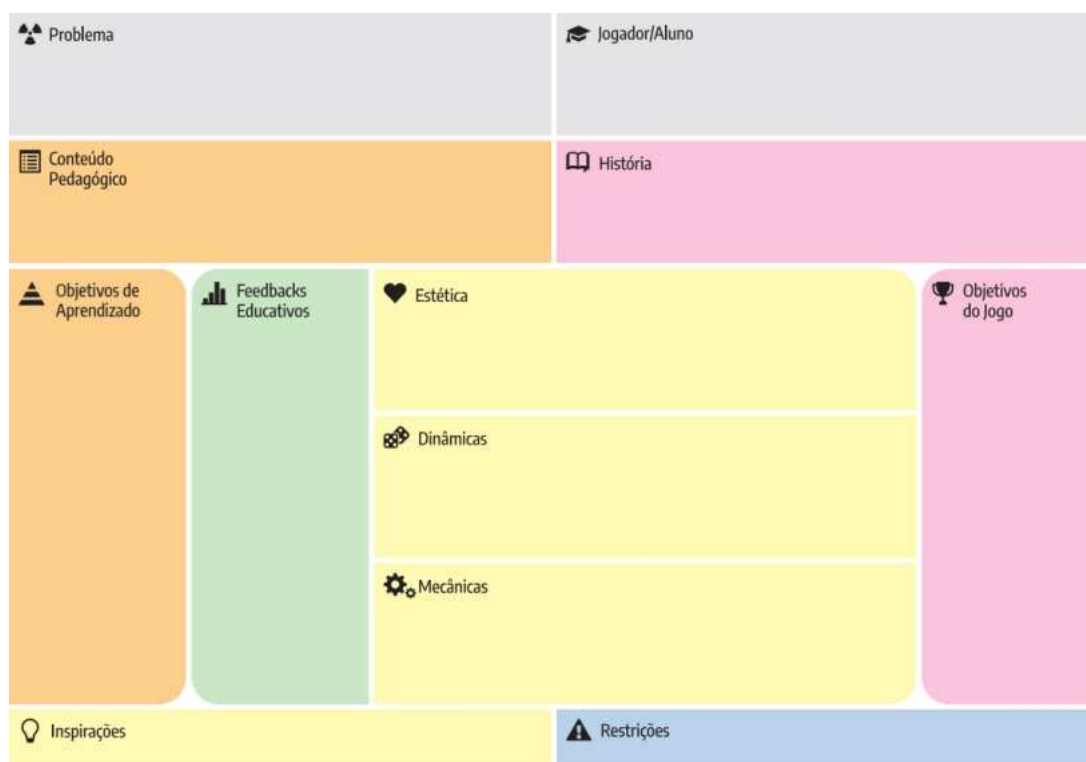 Problema
Jogador/Aluno
Conteúdo
Pedagógico
História
Objetivos de
Aprendizado
Feedbacks
Educativos
Estética
Dinâmicas
Mecânicas
Objetivos
do Jogo
Inspirações
Restrições